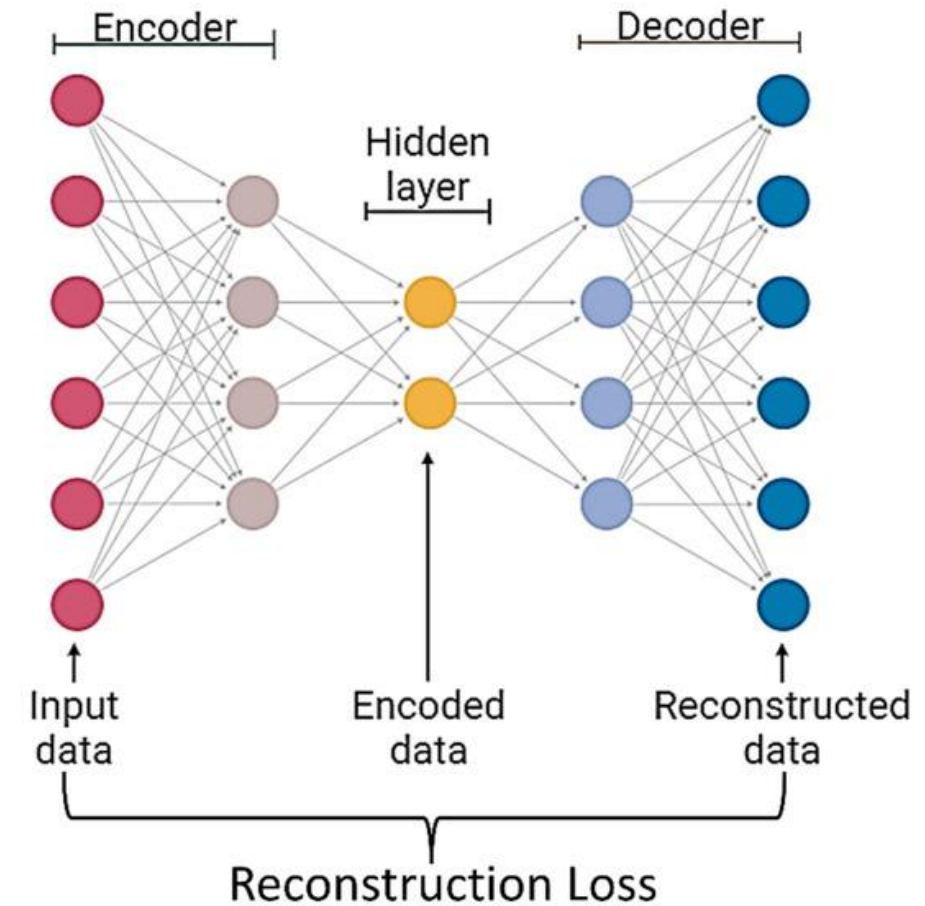 Encoder
Decoder
Hidden
layer
Input
data
Encoded
data
Reconstructed
data
Reconstruction Loss